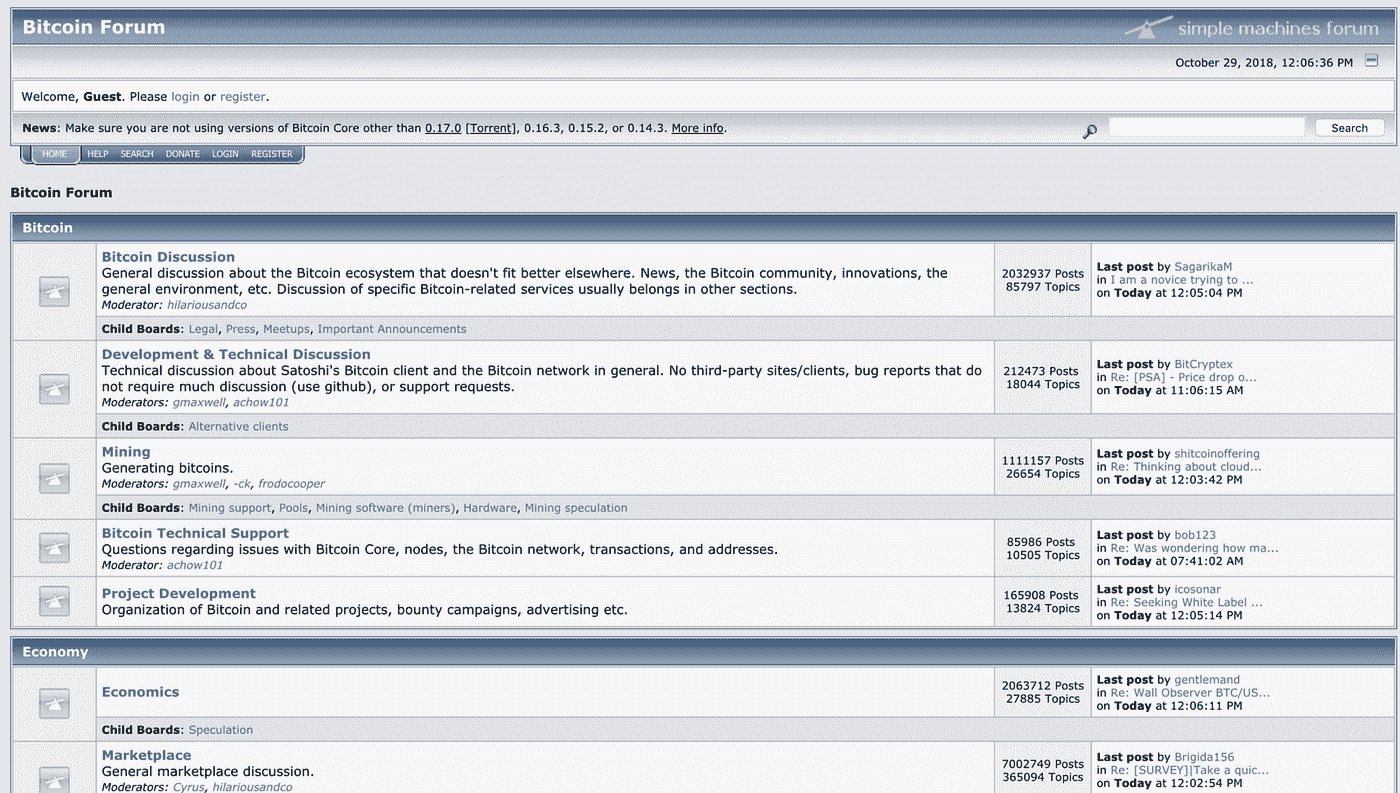 Bitcoin Forum
simple machines forum
October 29, 2018, 12:06:36 PM
Welcome, Guest. Please login or register.
News: Make sure you are not using versions of Bitcoin Core other than 0.17.0 [Torrent], 0.16.3, 0.15.2, or 0.14.3. More info.
Search
HOME HELP SEARCH DONATE LOGIN REGISTER
Bitcoin Forum
Bitcoin
Bitcoin Discussion
General discussion about the Bitcoin ecosystem that doesn't fit better elsewhere. News, the Bitcoin community, innovations, the
general environment, etc. Discussion of specific Bitcoin-related services usually belongs in other sections.
Moderator: hilariousandco
2032937 Posts
85797 Topics
Last post by SagarikaM
in I am a novice trying to ...
on Today at 12:05:04 PM
Child Boards: Legal, Press, Meetups, Important Announcements
Development & Technical Discussion
Technical discussion about Satoshi's Bitcoin client and the Bitcoin network in general. No third-party sites/clients, bug reports that do
not require much discussion (use github), or support requests.
Moderators: gmaxwell, achow101
212473 Posts
18044 Topics
Last post by BitCryptex
in Re: [PSA] - Price drop o...
on Today at 11:06:15 AM
Child Boards: Alternative clients
Mining
Generating bitcoins.
Moderators: gmaxwell, -ck, frodocooper
1111157 Posts
26654 Topics
Last post by shitcoinoffering
in Re: Thinking about cloud...
on Today at 12:03:42 PM
Child Boards: Mining support, Pools, Mining software (miners), Hardware, Mining speculation
Bitcoin Technical Support
Questions regarding issues with Bitcoin Core, nodes, the Bitcoin network, transactions, and addresses.
Moderator: achow101
85986 Posts
10505 Topics
Last post by bob123
in Re: Was wondering how ma...
on Today at 07:41:02 AM
Project Development
Organization of Bitcoin and related projects, bounty campaigns, advertising etc.
165908 Posts
13824 Topics
Last post by icosonar
in Re: Seeking White Label ...
on Today at 12:05:14 PM
Economy
Economics
2063712 Posts
27885 Topics
Last post by gentlemand
in Re: Wall Observer BTC/US...
on Today at 12:06:11 PM
Child Boards: Speculation
Marketplace
General marketplace discussion.
Moderators: Cyrus, hilariousandco
7002749 Posts
365094 Topics
Last post by Brigida156
in Re: [SURVEY]|Take a quic...
on Today at 12:02:54 PM